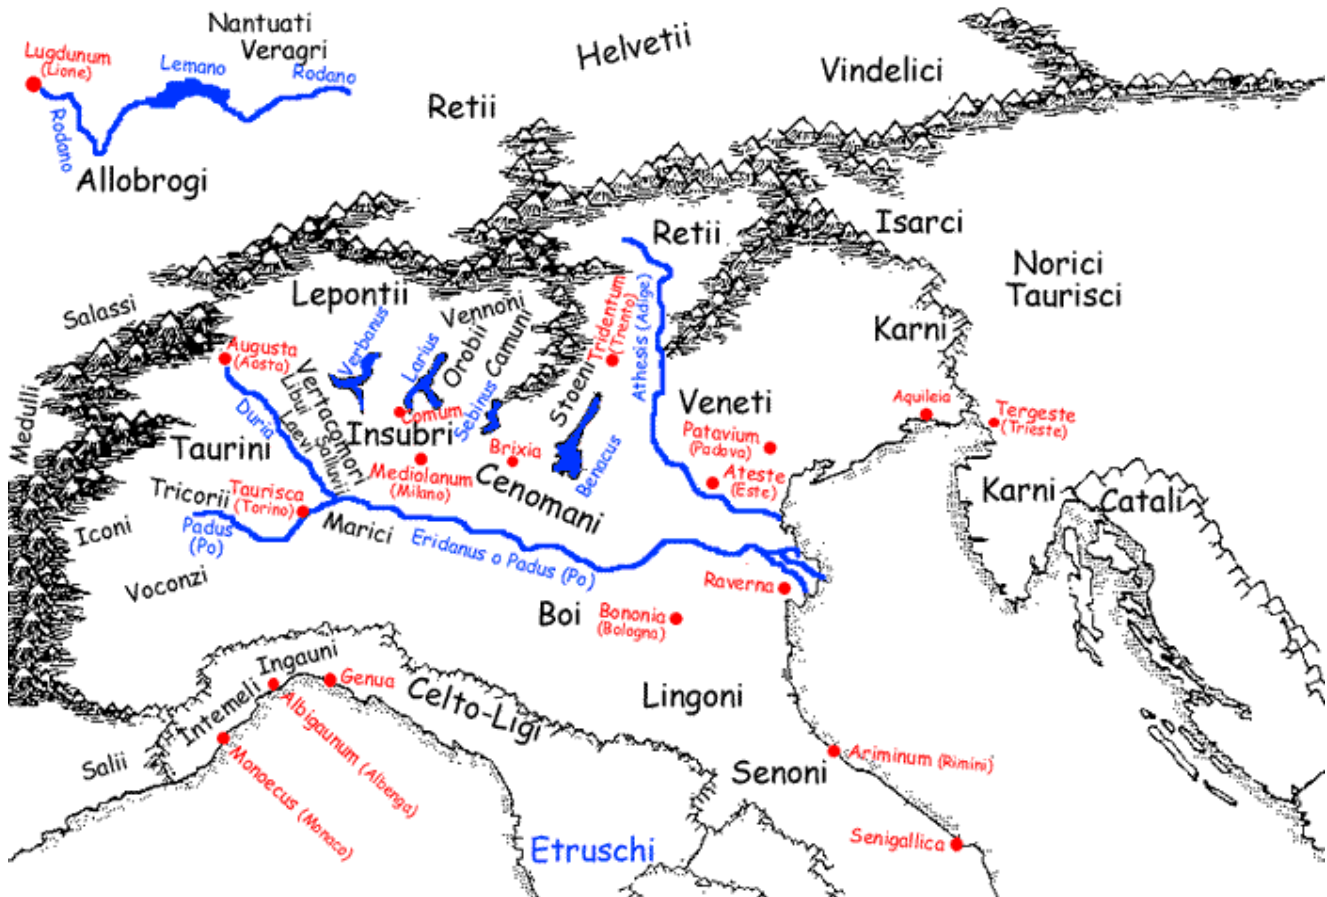 Nantuati
Veragri
Helvetii
Vindelici
Lugdunum
(Lione)
Lemano
Rodano
Rodano
Allobrogi
Retii
Retii
Isarci
Norici
Taurisci
Karni
Salassi
Lepontii
Vennoni
Orobii
Camuni
Stoeni
Verbanus
Larius
Sebinus
Benacus
Tridentum
(Trento)
Athesis (Adige)
Augusta
(Aosta)
Duria
Libui
Laevi
Vertacomori
Salluvii
Comum
Insubri
Mediolanum
(Milano)
Brixia
Cenomani
Veneti
Patavium
(Padova)
Ateste
(Este)
Aquileia
Tergeste
(Trieste)
Karni
Catali
Medulli
Taurini
Tricorii
Taurisca
(Torino)
Marici
Iconi
Padus
(Po)
Eridanus o Padus (Po)
Voconzi
Boi
Bononia
(Bologna)
Raverna
Ingauni
Intemeli
Genua
Celto-Ligi
Lingoni
Albigaunum (Albenga)
Monoecus (Monaco)
Salii
Senoni
Ariminum (Rimini)
Senigallica
Etruschi